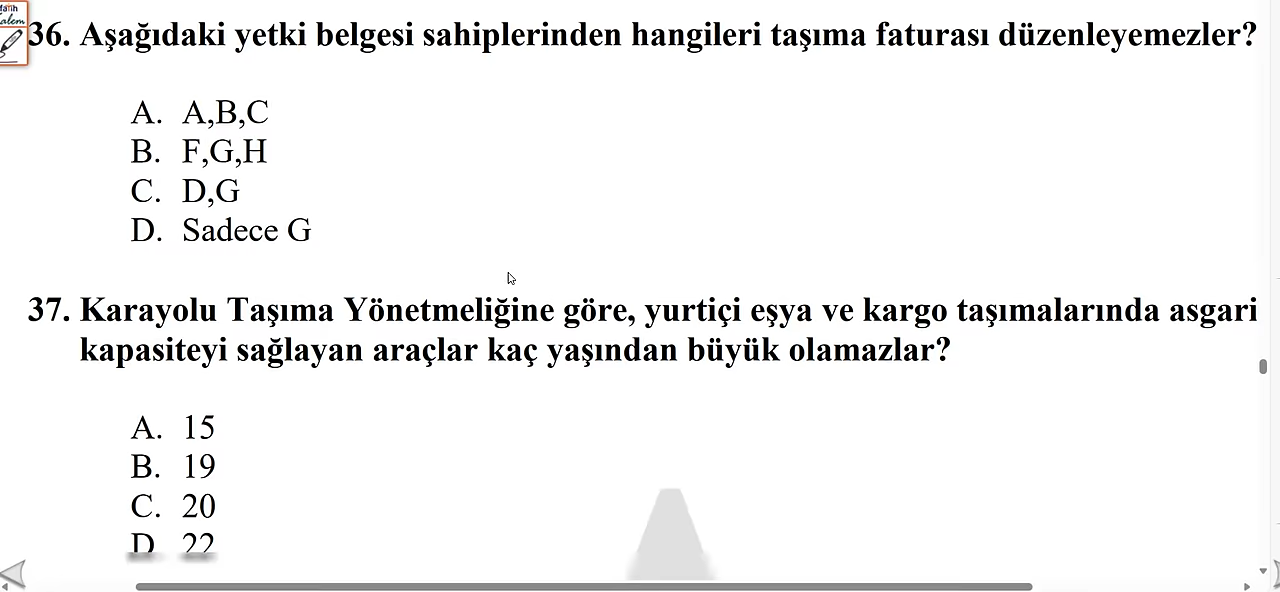 36. Aşağıdaki yetki belgesi sahiplerinden hangileri taşıma faturası düzenleyemezler?
A. A,B,C
B. F,G,H
C. D,G
D. Sadece G
37. Karayolu Taşıma Yönetmeliğine göre, yurtiçi eşya ve kargo taşımalarında asgari
kapasiteyi sağlayan araçlar kaç yaşından büyük olamazlar?
A. 15
B. 19
C. 20
D 22